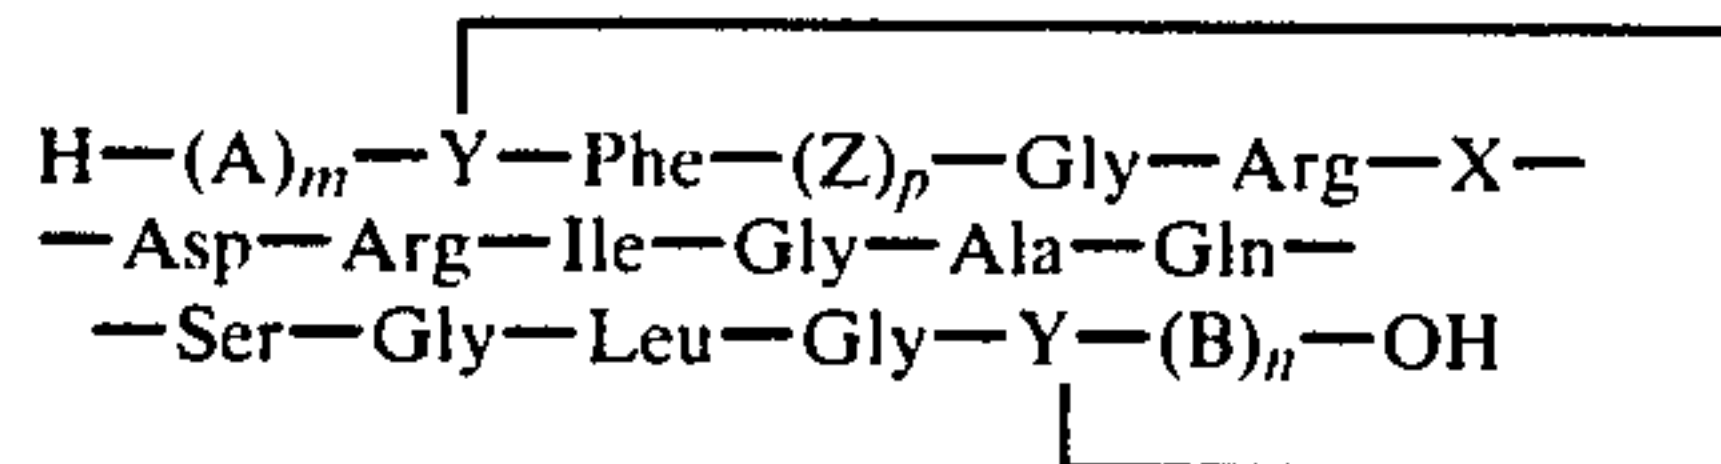 H—(A)m—Y—Phe—(Z)p—Gly—Arg—X—
—Asp—Arg—Ile—Gly—Ala—Gln—
—Ser—Gly—Leu—Gly—Y—(B)n—OH